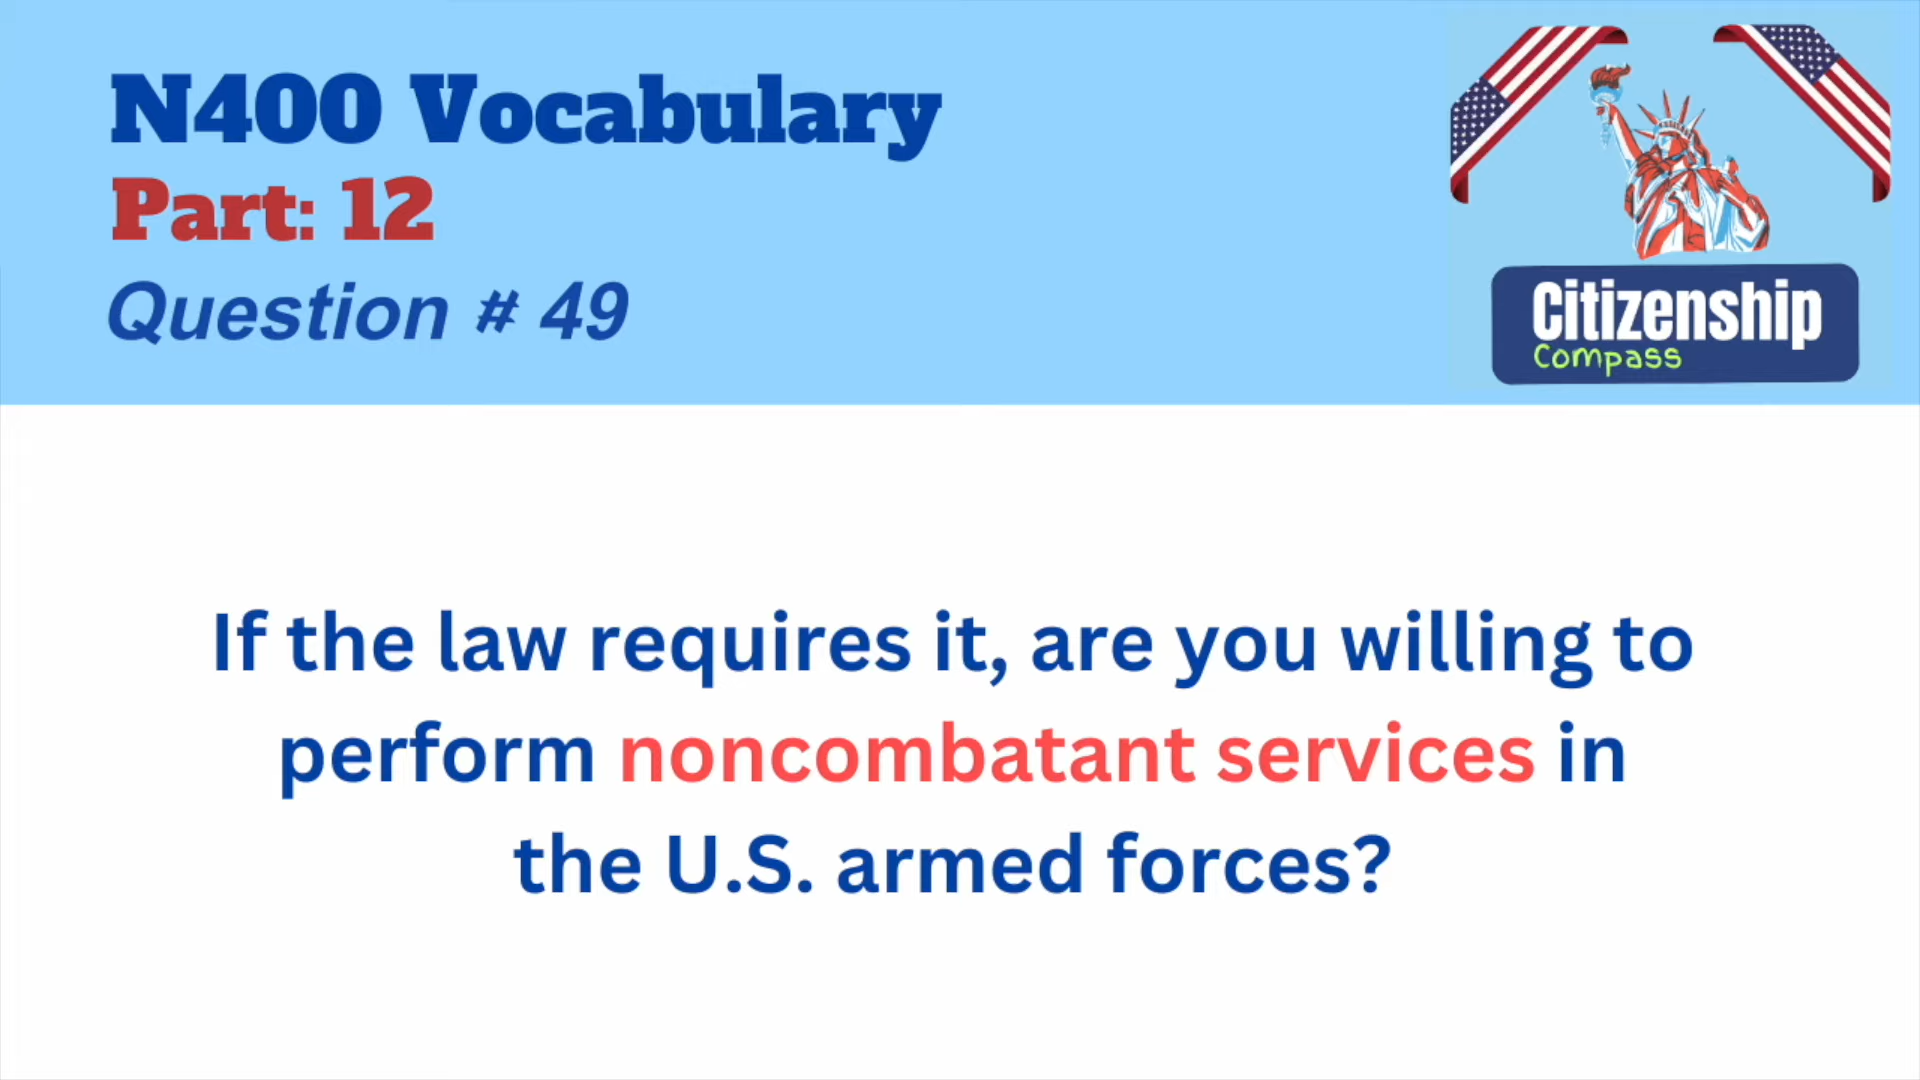 N400 Vocabulary
Part: 12
Question # 49
Citizenship
Compass
If the law requires it, are you willing to
perform noncombatant services in
the U.S. armed forces?